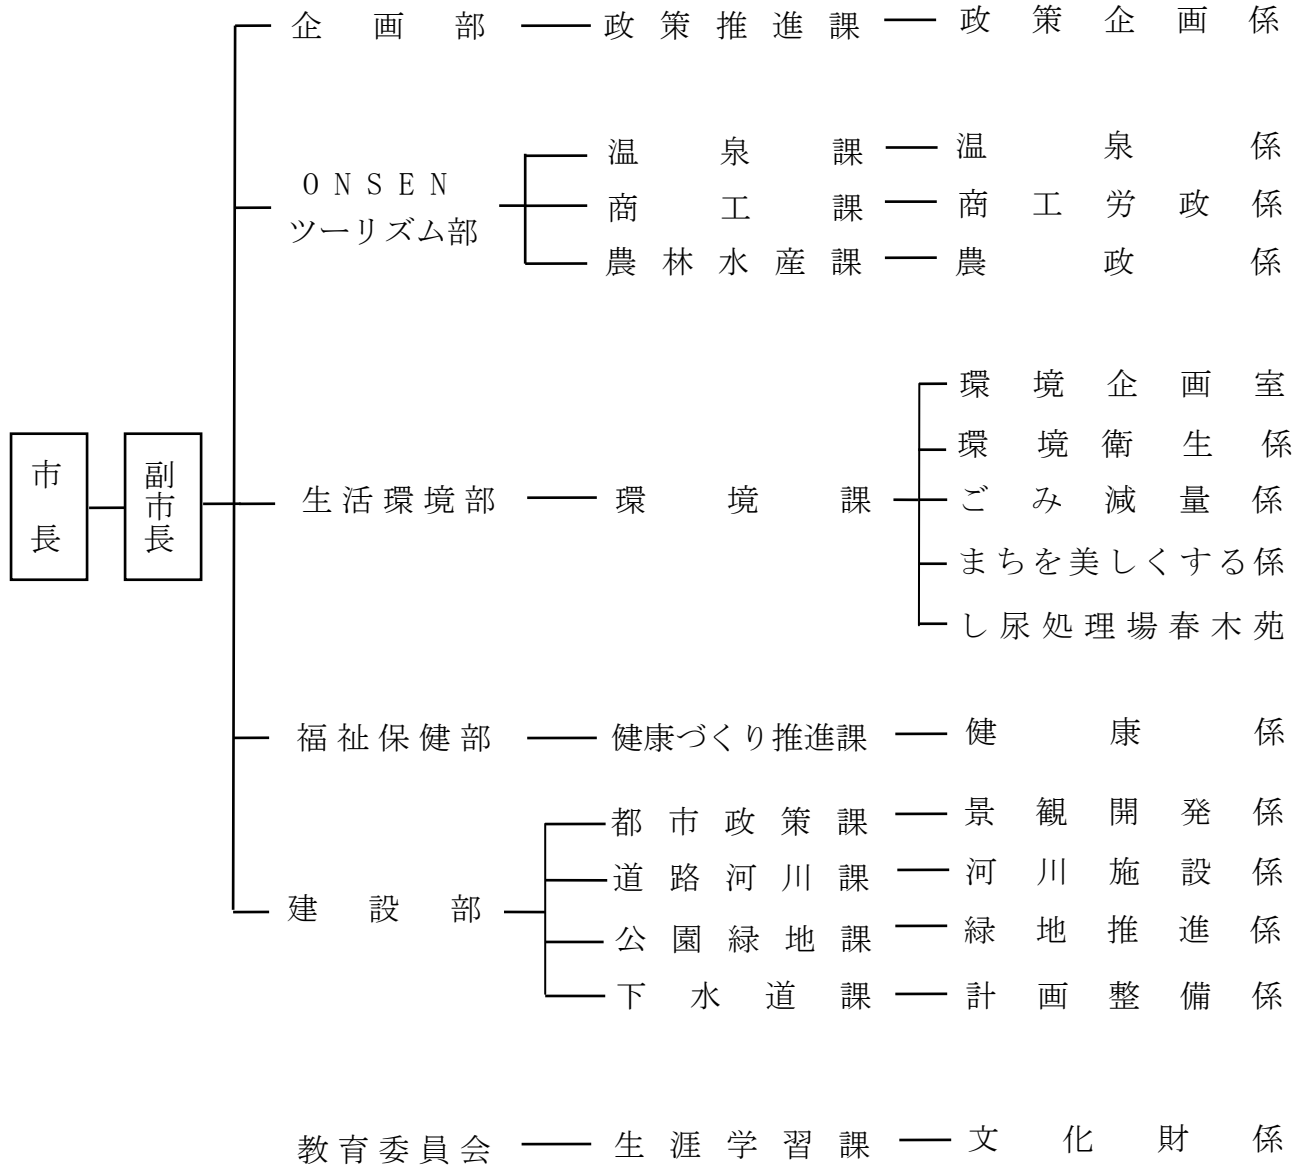 市長
副市長
企画部 政策推進課 政策企画係
ONSEN
ツーリズム部
温泉課 温泉係
商工課 商工労政係
農林水産課 農政係
生活環境部 環境課
環境企画室
環境衛生係
ごみ減量係
まちを美しくする係
し尿処理場春木苑
福祉保健部 健康づくり推進課 健康係
建設部
都市政策課 景観開発係
道路河川課 河川施設係
公園緑地課 緑地推進係
下水道課 計画整備係
教育委員会 生涯学習課 文化財係